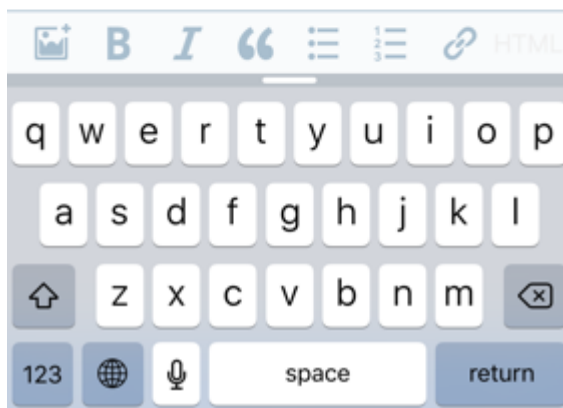 B I HTML
q w e r t y u i o p
a s d f g h j k l
z x c v b n m
123 space return